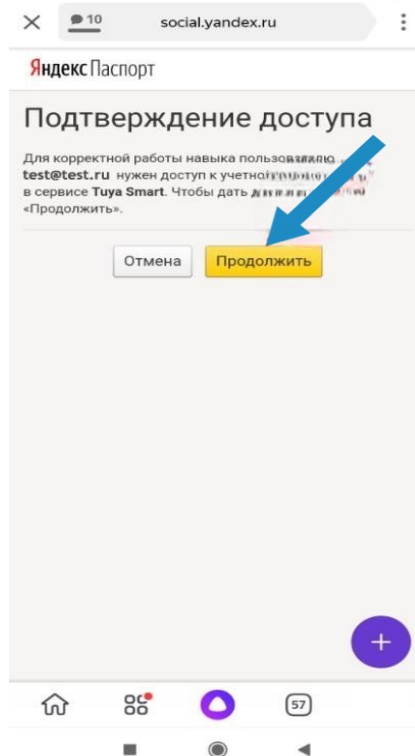 10 social.yandex.ru
Яндекс Паспорт
Подтверждение доступа
Для корректной работы навыка
test@test.ru нужен доступ к
в сервисе Tuya Smart. Чтобы дать
«Продолжить».
Отмена Продолжить
57